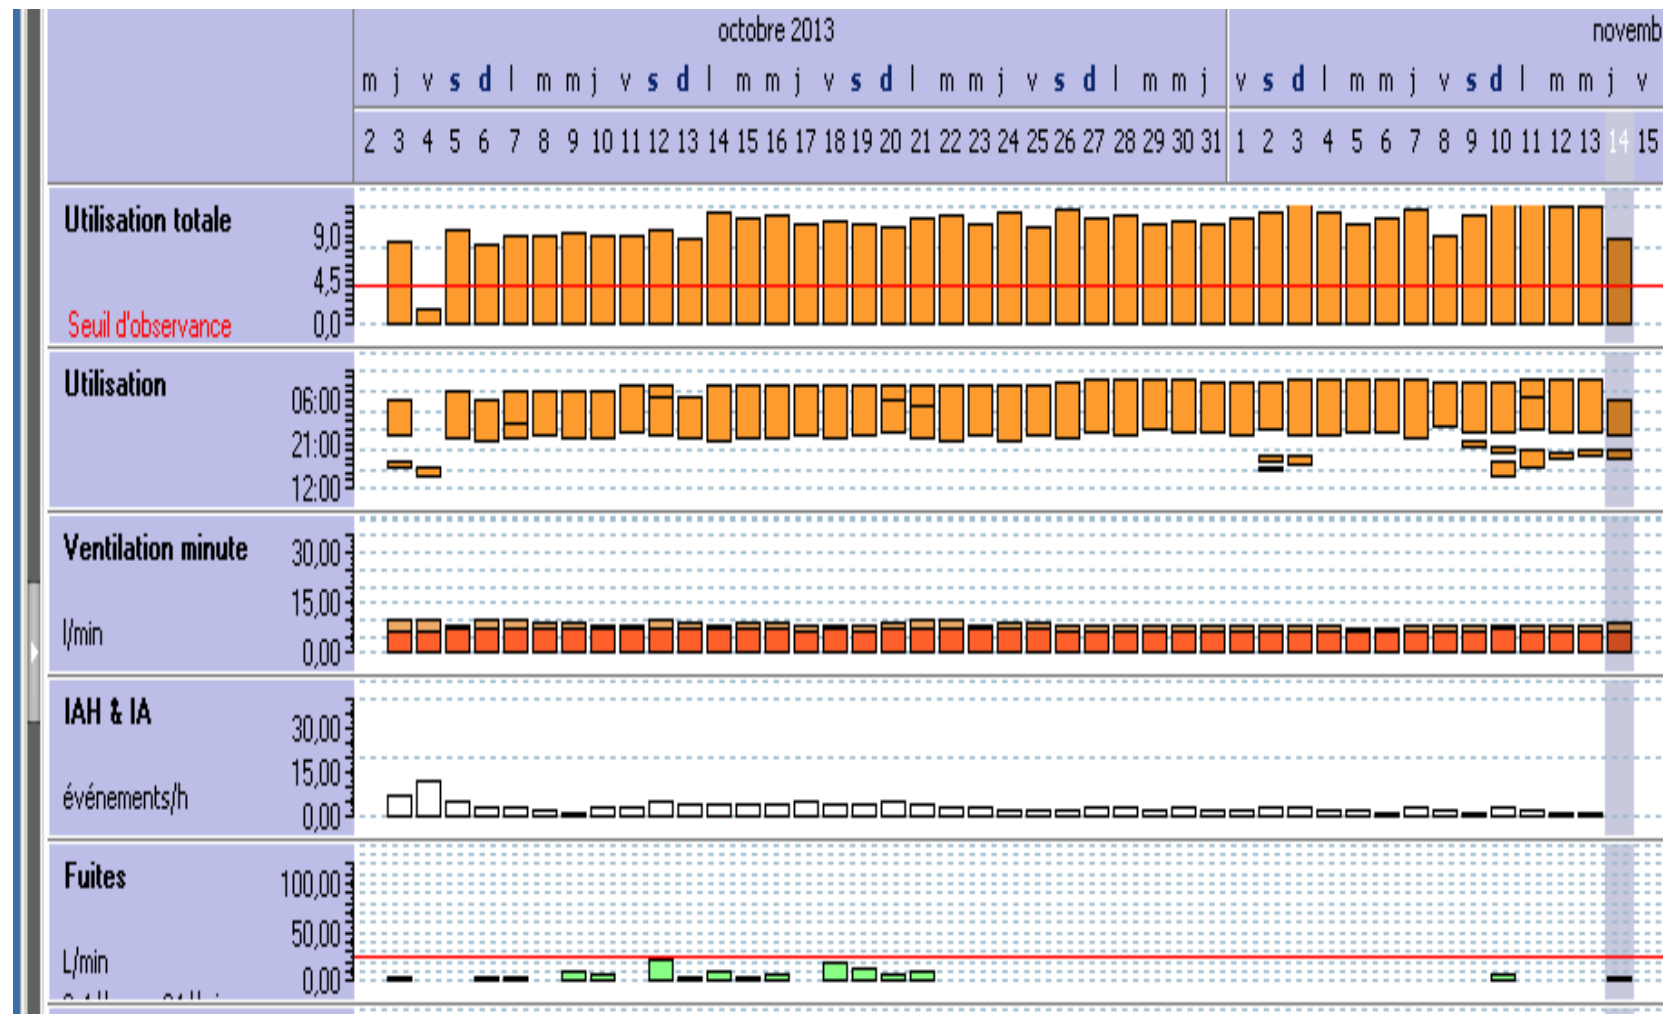 octobre 2013 novemb
m j v s d l m m j v s d l m m j v s d l m m j v s d l m m j v s d l m m j v s d l m m j v
2 3 4 5 6 7 8 9 10 11 12 13 14 15 16 17 18 19 20 21 22 23 24 25 26 27 28 29 30 31 1 2 3 4 5 6 7 8 9 10 11 12 13 14 15
Utilisation totale
9,0
4,5
Seuil d'observance
0,0
Utilisation
06:00
21:00
12:00
Ventilation minute
30,00
15,00
l/min
0,00
IAH & IA
30,00
15,00
événements/h
0,00
Fuites
100,00
50,00
L/min
0,00